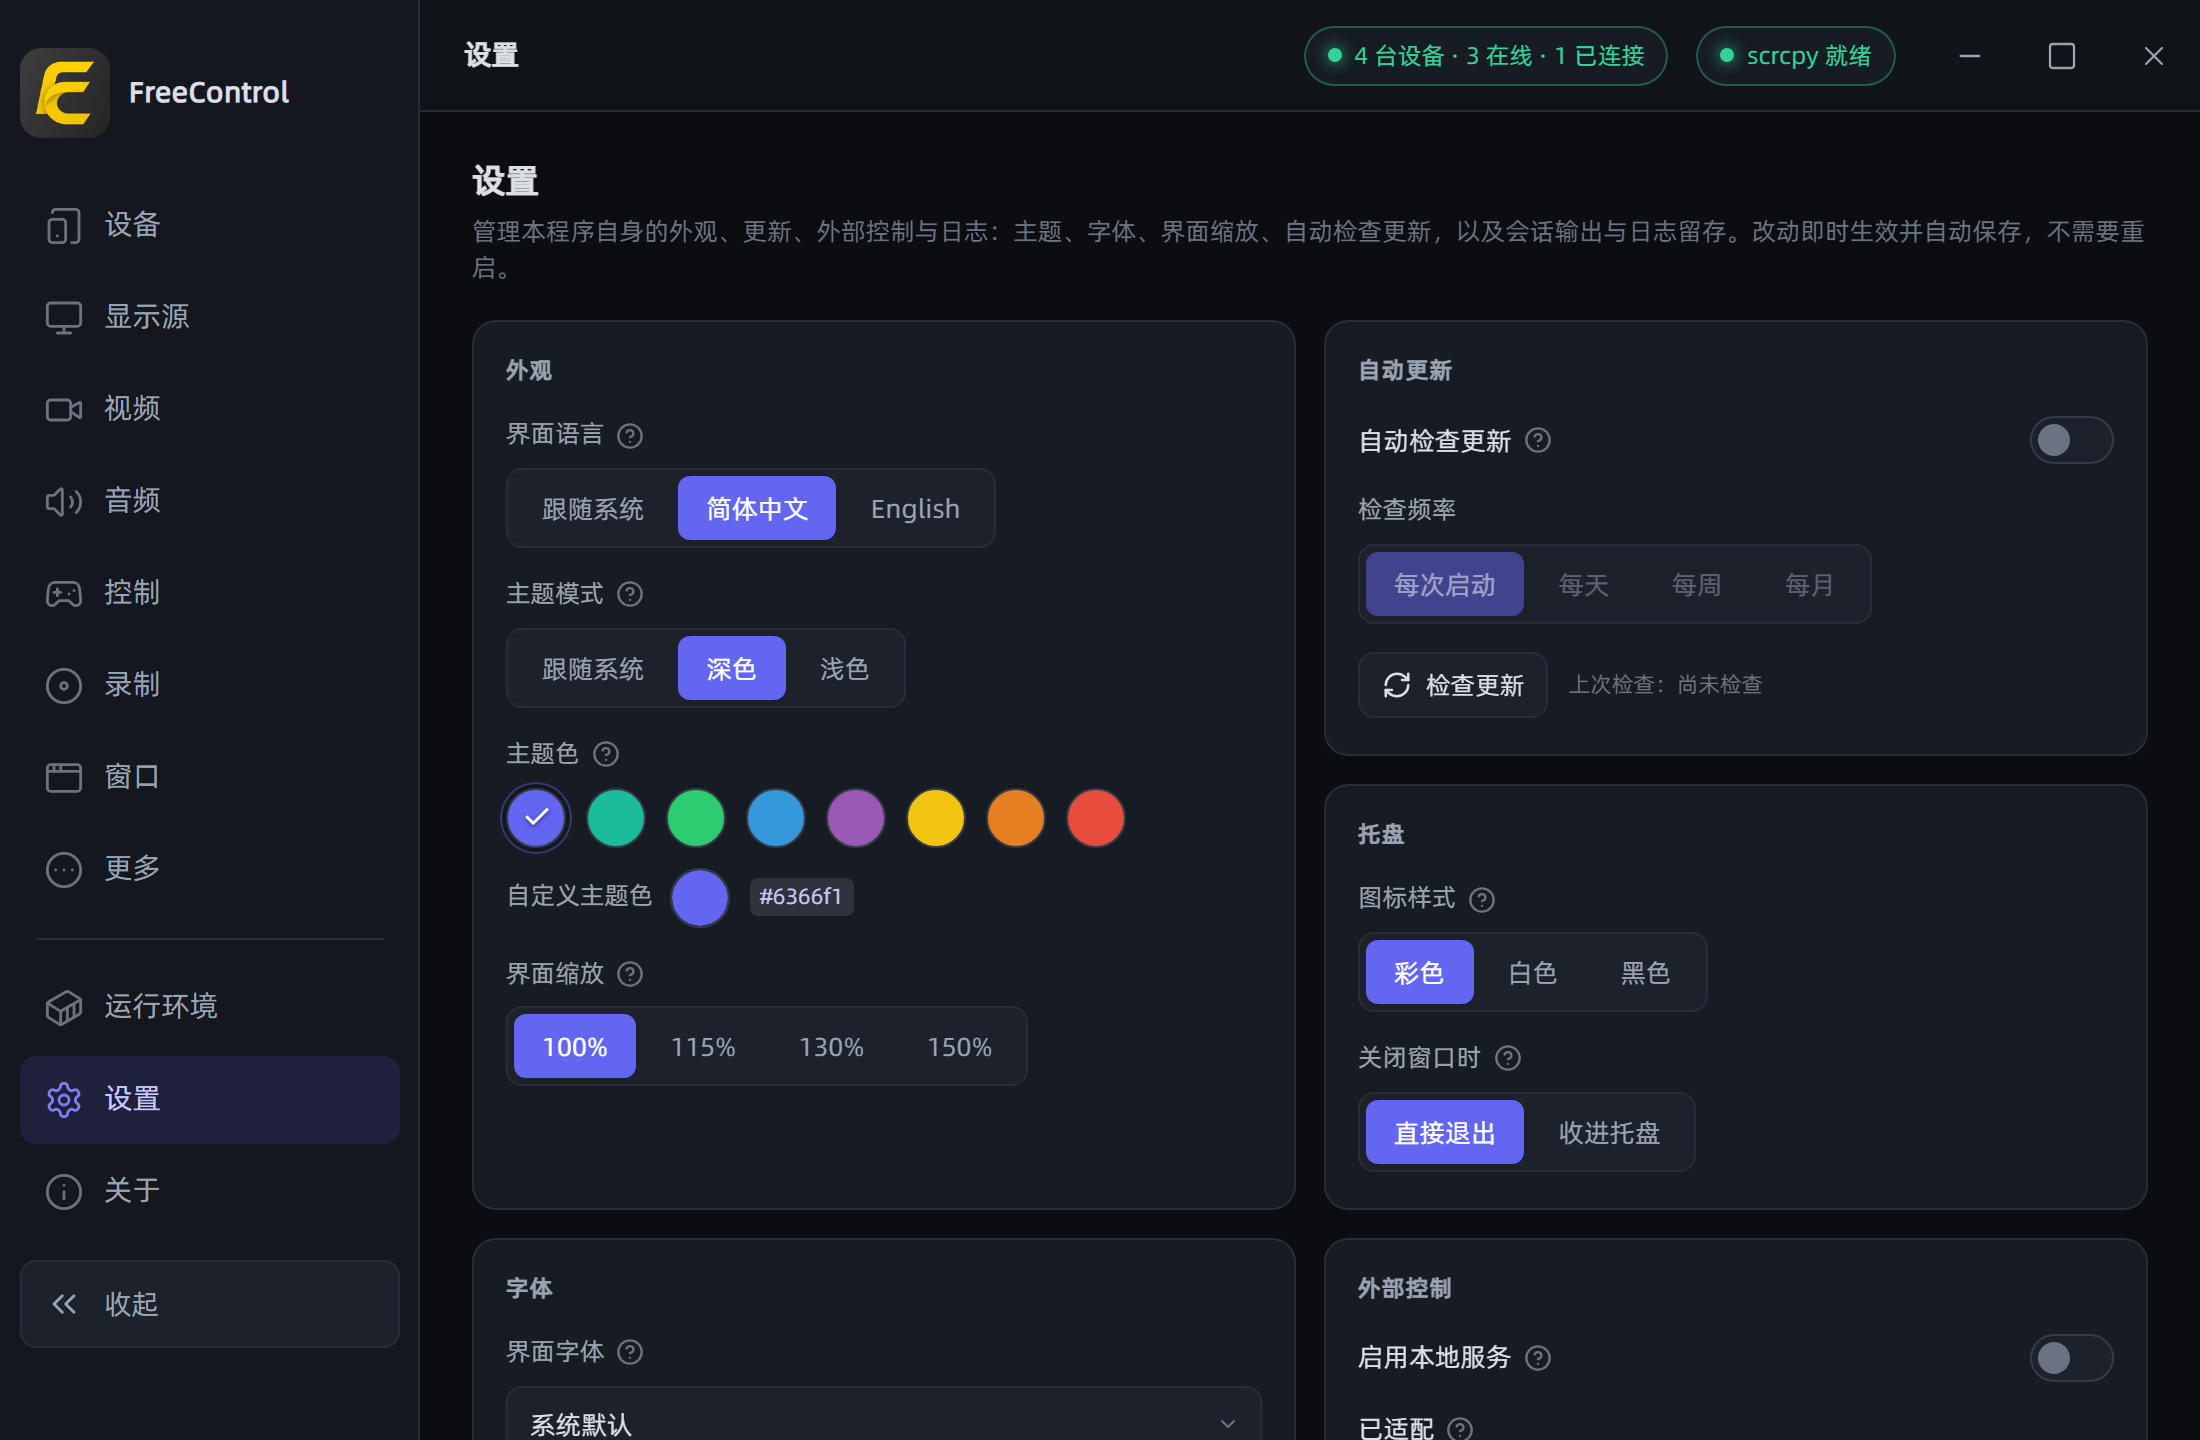 FreeControl
设备
显示源
视频
音频
控制
录制
窗口
更多
运行环境
设置
关于
收起
设置
4 台设备 · 3 在线 · 1 已连接
scrcpy 就绪
设置
管理本程序自身的外观、更新、外部控制与日志：主题、字体、界面缩放、自动检查更新，以及会话输出与日志留存。改动即时生效并自动保存，不需要重
启。
外观
界面语言
跟随系统 简体中文 English
主题模式
跟随系统 深色 浅色
主题色
自定义主题色 #6366f1
界面缩放
100% 115% 130% 150%
自动更新
自动检查更新
检查频率
每次启动 每天 每周 每月
检查更新 上次检查：尚未检查
托盘
图标样式
彩色 白色 黑色
关闭窗口时
直接退出 收进托盘
字体
界面字体
系统默认
外部控制
启用本地服务
已适配